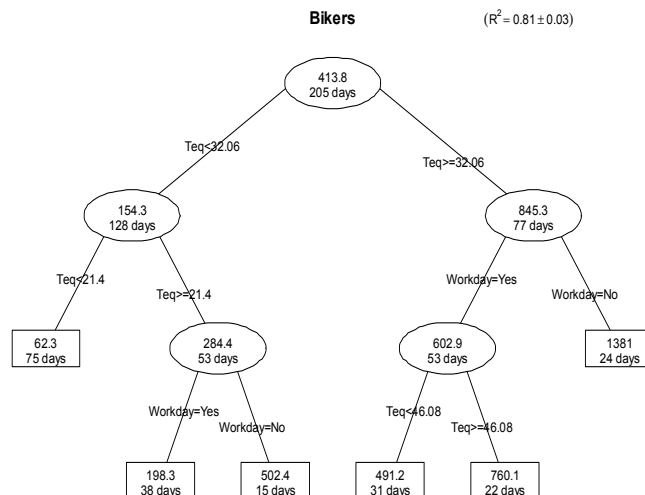 Bikers
(R² = 0.81 ± 0.03)
413.8
205 days
Teq<32.06
Teq>=32.06
154.3
128 days
845.3
77 days
Teq<21.4
Teq>=21.4
Workday=Yes
Workday=No
62.3
75 days
284.4
53 days
602.9
53 days
1381
24 days
Workday=Yes
Workday=No
Teq<46.08
Teq>=46.08
198.3
38 days
502.4
15 days
491.2
31 days
760.1
22 days